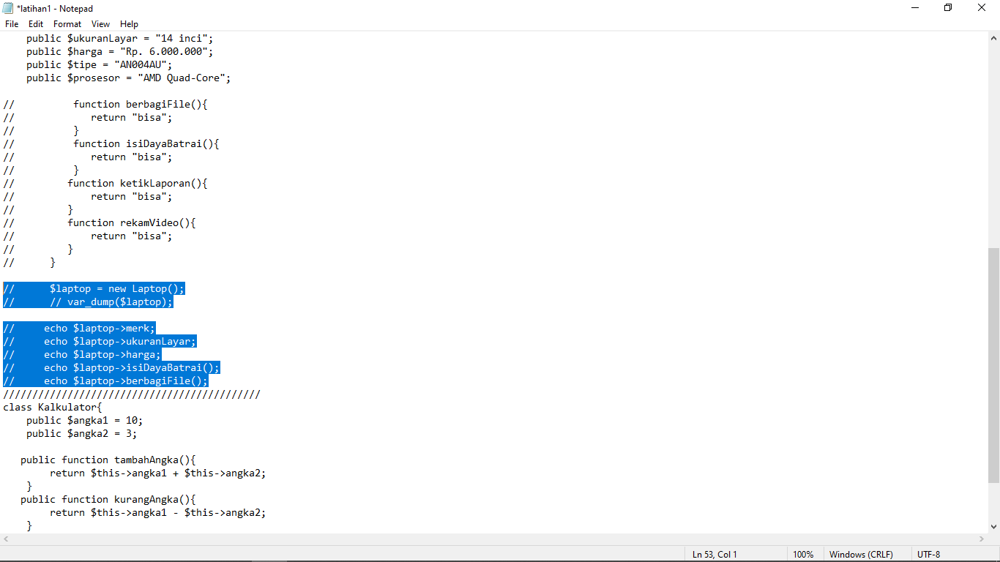 *latihan1 - Notepad
File Edit Format View Help
    public $ukuranLayar = "14 inci";
    public $harga = "Rp. 6.000.000";
    public $tipe = "AN004AU";
    public $prosesor = "AMD Quad-Core";

//          function berbagiFile(){
//             return "bisa";
//          }
//          function isiDayaBatrai(){
//             return "bisa";
//          }
//         function ketikLaporan(){
//             return "bisa";
//         }
//         function rekamVideo(){
//             return "bisa";
//         }
//      }

//      $laptop = new Laptop();
//      // var_dump($laptop);

//     echo $laptop->merk;
//     echo $laptop->ukuranLayar;
//     echo $laptop->harga;
//     echo $laptop->isiDayaBatrai();
//     echo $laptop->berbagiFile();
////////////////////////////////////////////
class Kalkulator{
    public $angka1 = 10;
    public $angka2 = 3;

   public function tambahAngka(){
        return $this->angka1 + $this->angka2;
    }
   public function kurangAngka(){
        return $this->angka1 - $this->angka2;
    }
Ln 53, Col 1 100% Windows (CRLF) UTF-8